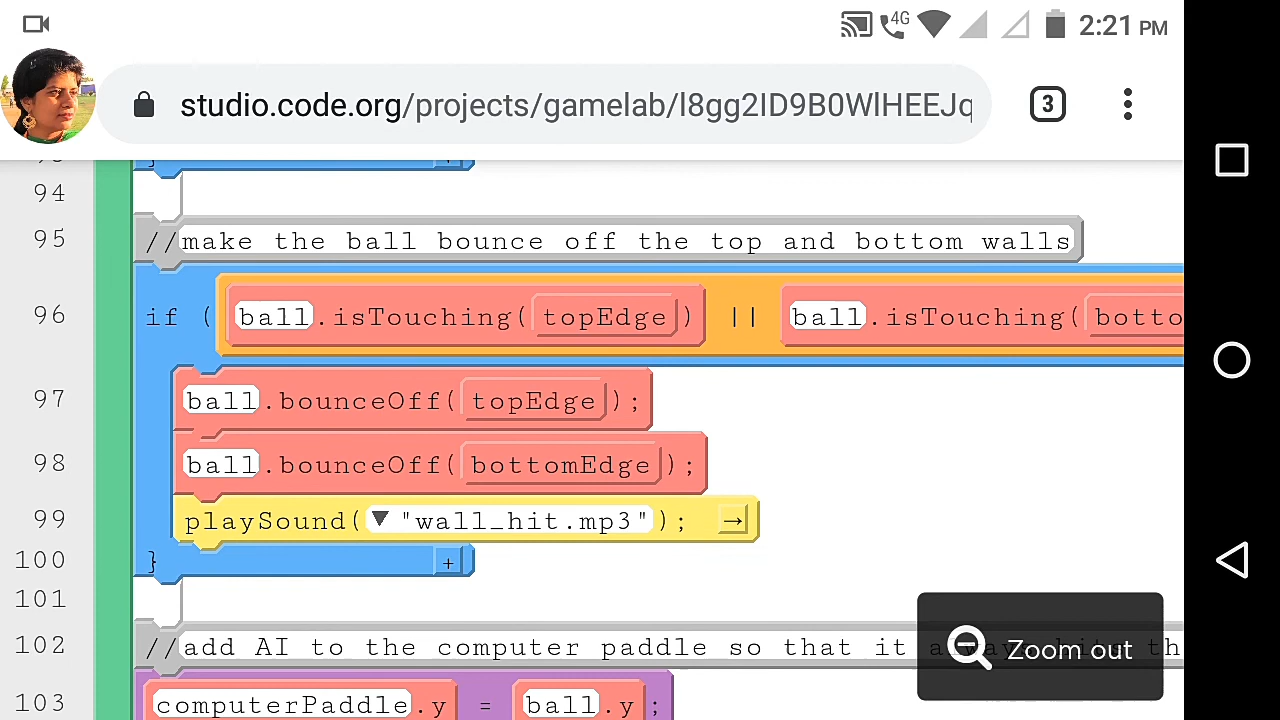 4G 2:21 PM
studio.code.org/projects/gamelab/l8gg2ID9B0WlHEEJq
3
94
95 //make the ball bounce off the top and bottom walls
96 if ( ball.isTouching( topEdge ) || ball.isTouching( botto
97 ball.bounceOff( topEdge );
98 ball.bounceOff( bottomEdge );
99 playSound( ▼ "wall_hit.mp3" ); →
100 } +
101
102 //add AI to the computer paddle so that it
Zoom out
103 computerPaddle.y = ball.y ;